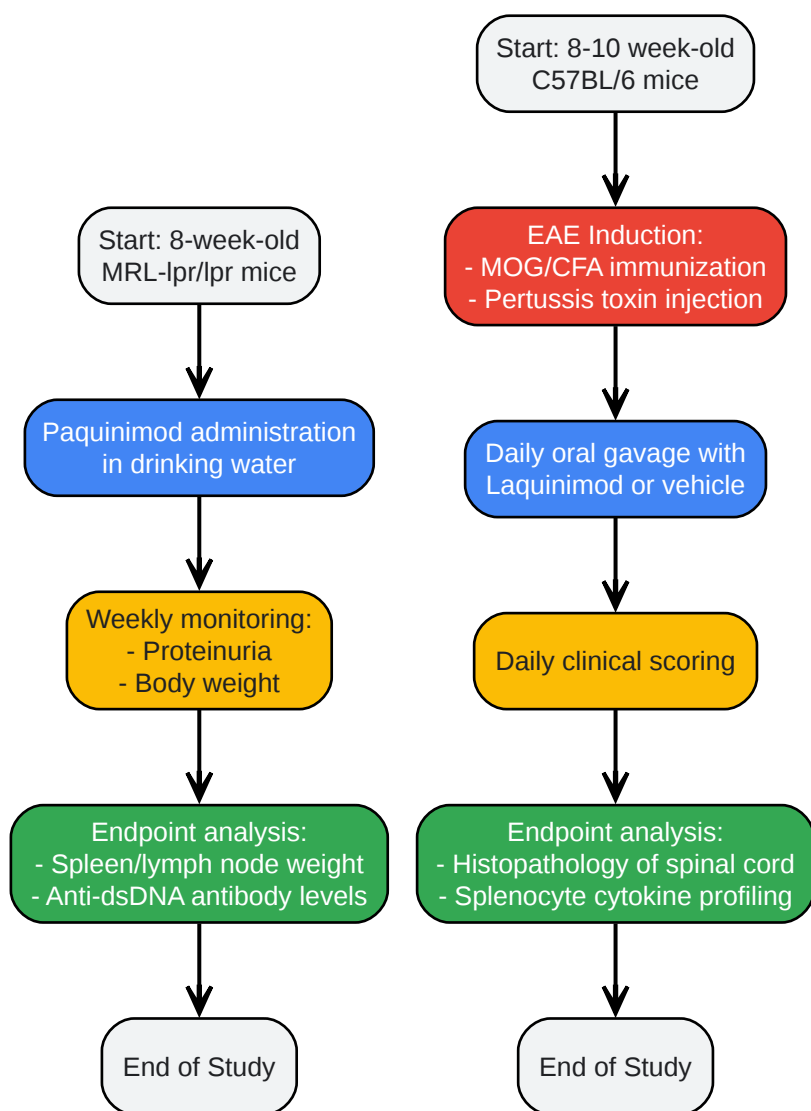 Start: 8-week-old
MRL-lpr/lpr mice
Paquinimod administration
in drinking water
Weekly monitoring:
- Proteinuria
- Body weight
Endpoint analysis:
- Spleen/lymph node weight
- Anti-dsDNA antibody levels
End of Study
Start: 8-10 week-old
C57BL/6 mice
EAE Induction:
- MOG/CFA immunization
- Pertussis toxin injection
Daily oral gavage with
Laquinimod or vehicle
Daily clinical scoring
Endpoint analysis:
- Histopathology of spinal cord
- Splenocyte cytokine profiling
End of Study